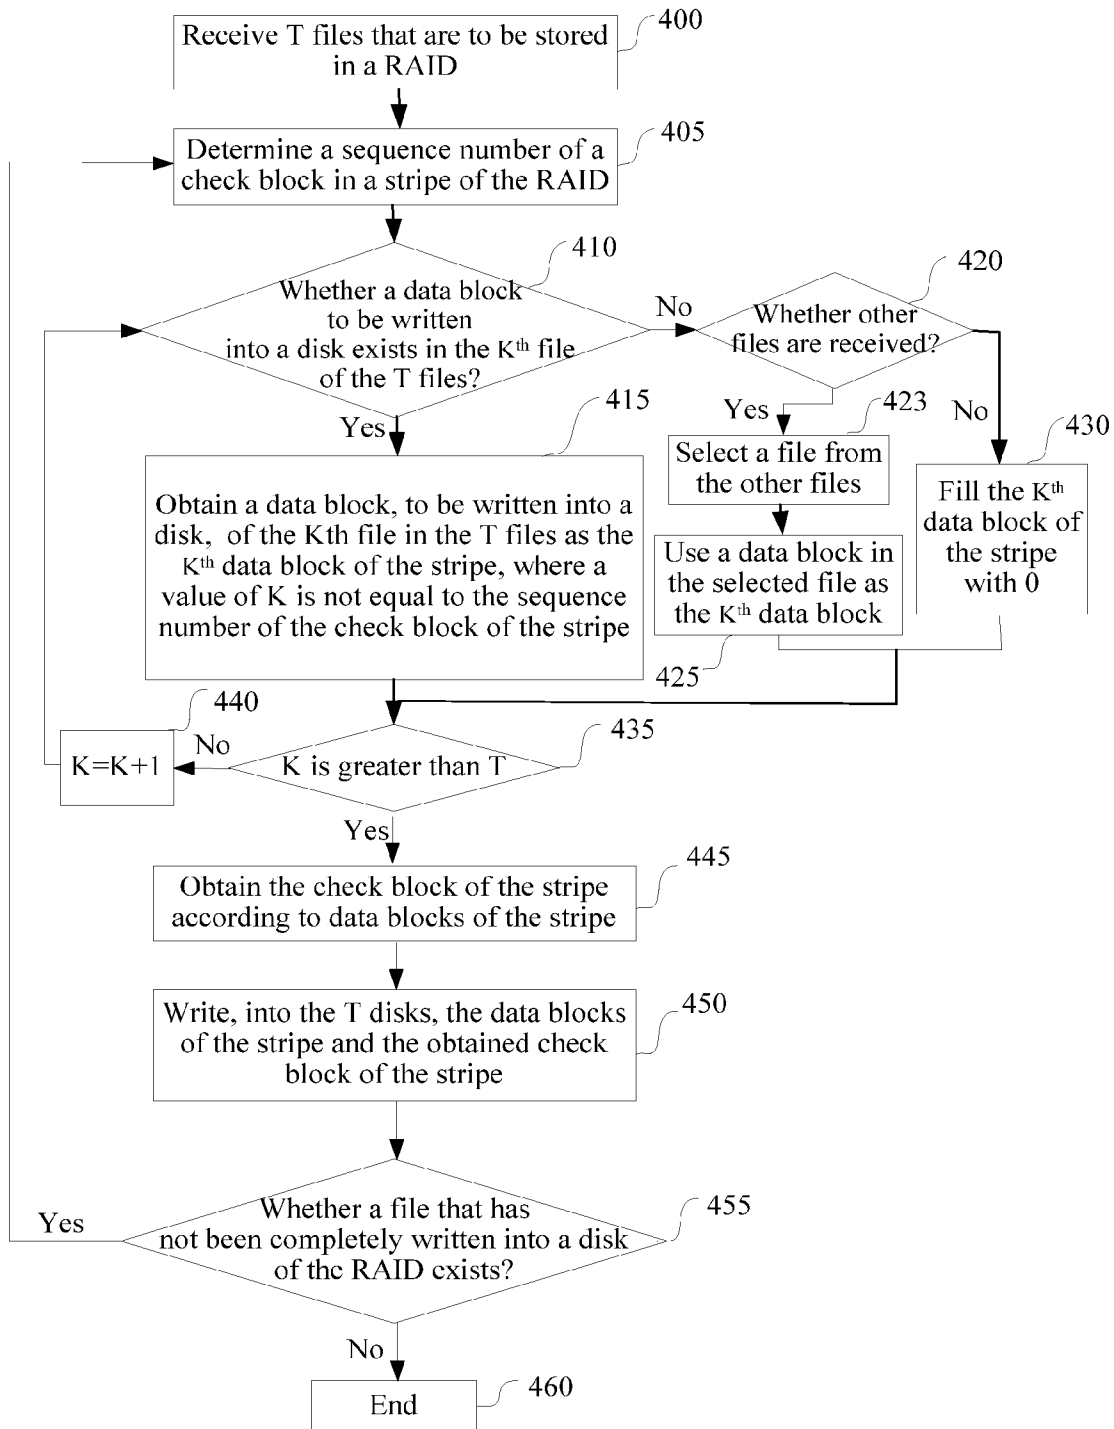 Receive T files that are to be stored
in a RAID
400
Determine a sequence number of a
check block in a stripe of the RAID
405
Whether a data block
to be written
into a disk exists in the Kth file
of the T files?
410
No
Whether other
files are received?
420
Yes
415
Obtain a data block, to be written into a
disk, of the Kth file in the T files as the
Kth data block of the stripe, where a
value of K is not equal to the sequence
number of the check block of the stripe
Yes
423
Select a file from
the other files
Use a data block in
the selected file as
the Kth data block
425
No
430
Fill the Kth
data block of
the stripe
with 0
440
K=K+1
No
K is greater than T
435
Yes
Obtain the check block of the stripe
according to data blocks of the stripe
445
Write, into the T disks, the data blocks
of the stripe and the obtained check
block of the stripe
450
Yes
Whether a file that has
not been completely written into a disk
of the RAID exists?
455
No
End
460